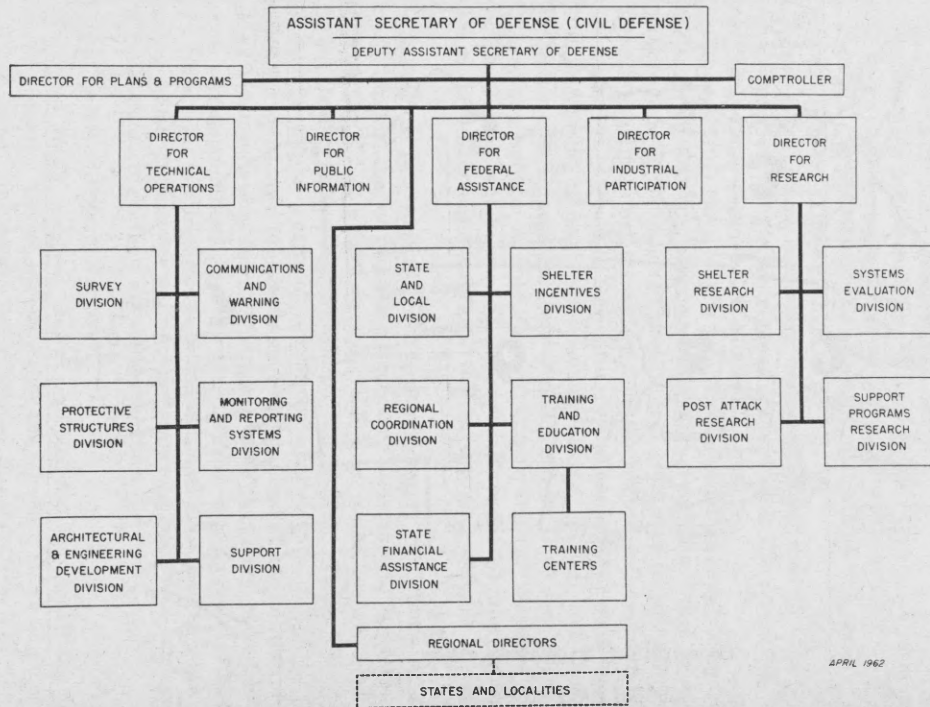 ASSISTANT SECRETARY OF DEFENSE (CIVIL DEFENSE)
DEPUTY ASSISTANT SECRETARY OF DEFENSE
DIRECTOR FOR PLANS & PROGRAMS
COMPTROLLER
DIRECTOR
FOR
TECHNICAL
OPERATIONS
DIRECTOR
FOR
PUBLIC
INFORMATION
DIRECTOR
FOR
FEDERAL
ASSISTANCE
DIRECTOR
FOR
INDUSTRIAL
PARTICIPATION
DIRECTOR
FOR
RESEARCH
SURVEY
DIVISION
COMMUNICATIONS
AND
WARNING
DIVISION
STATE
AND
LOCAL
DIVISION
SHELTER
INCENTIVES
DIVISION
SHELTER
RESEARCH
DIVISION
SYSTEMS
EVALUATION
DIVISION
PROTECTIVE
STRUCTURES
DIVISION
MONITORING
AND REPORTING
SYSTEMS
DIVISION
REGIONAL
COORDINATION
DIVISION
TRAINING
AND
EDUCATION
DIVISION
POST ATTACK
RESEARCH
DIVISION
SUPPORT
PROGRAMS
RESEARCH
DIVISION
ARCHITECTURAL
& ENGINEERING
DEVELOPMENT
DIVISION
SUPPORT
DIVISION
STATE
FINANCIAL
ASSISTANCE
DIVISION
TRAINING
CENTERS
REGIONAL DIRECTORS
STATES AND LOCALITIES
APRIL 1962